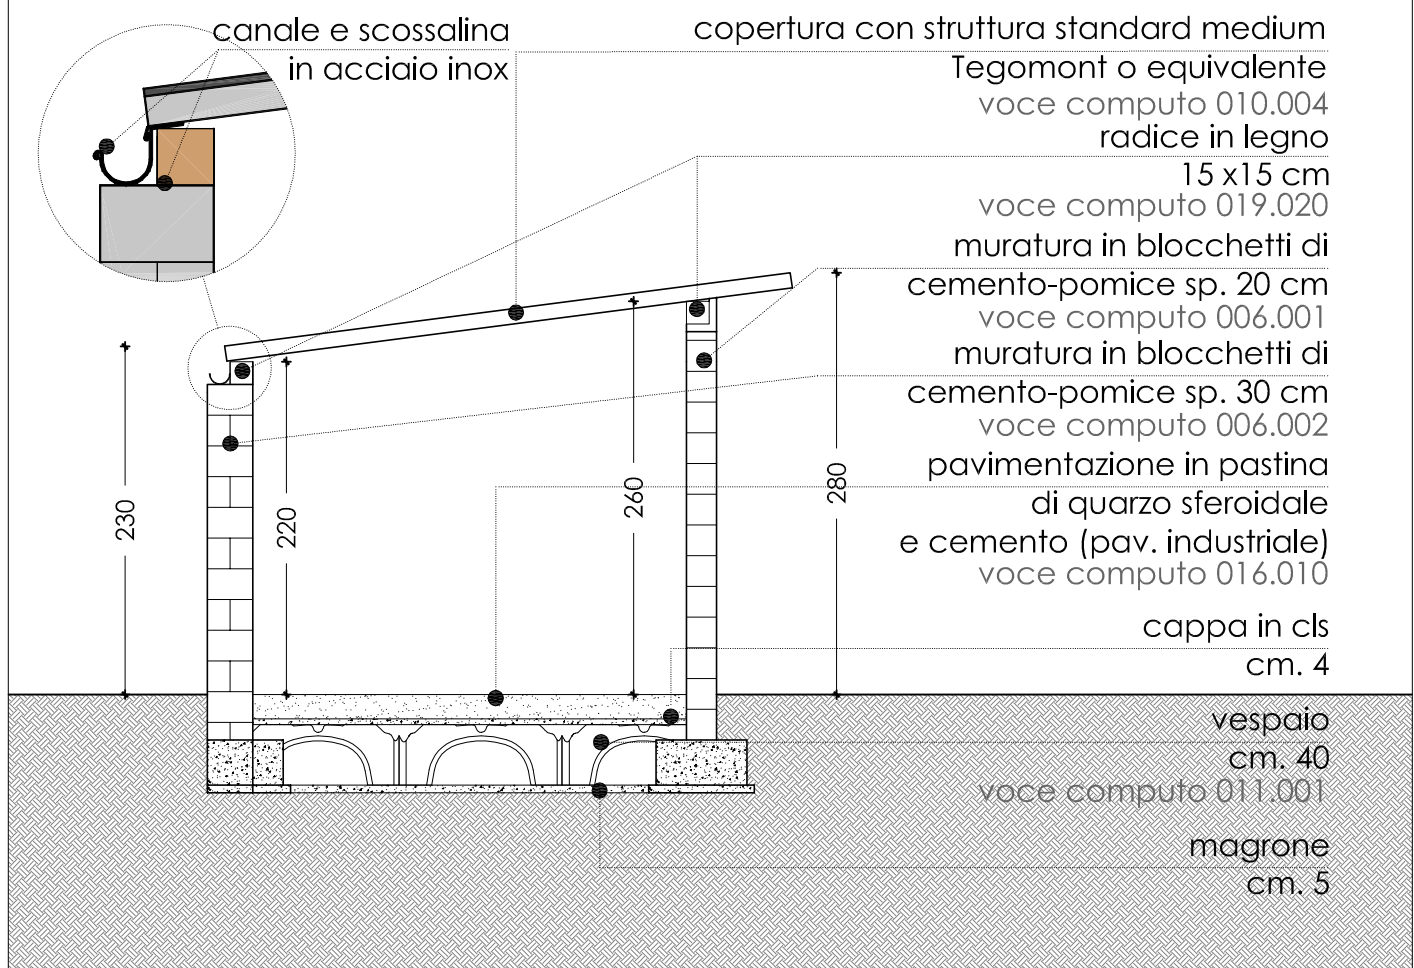 canale e scossalina
in acciaio inox
copertura con struttura standard medium
Tegomont o equivalente
voce computo 010.004
radice in legno
15 x15 cm
voce computo 019.020
muratura in blocchetti di
cemento-pomice sp. 20 cm
voce computo 006.001
muratura in blocchetti di
cemento-pomice sp. 30 cm
voce computo 006.002
pavimentazione in pastina
di quarzo sferoidale
e cemento (pav. industriale)
voce computo 016.010
cappa in cls
cm. 4
vespaio
cm. 40
voce computo 011.001
magrone
cm. 5
230
220
260
280